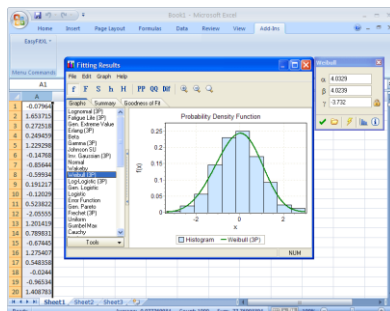 Book1 - Microsoft Excel
Home Insert Page Layout Formulas Data Review View Add-Ins
EasyFitXL
Menu Commands
A1
A
1 -0.07964
2 1.653715
3 0.272518
4 0.249459
5 1.229298
6 -0.14768
7 -0.85644
8 -0.59934
9 0.191217
10 -0.12029
11 0.523822
12 -2.05555
13 1.201419
14 0.789831
15 -0.67445
16 1.275407
17 0.548358
18 -0.0244
19 -0.96534
20 1.408781
Sheet1 Sheet2 Sheet3
Fitting Results
File Edit Graph Help
f F S h H PP QQ Dif
Graphs Summary Goodness of Fit
Lognormal (3P)
Fatigue Life (3P)
Gen. Extreme Value
Erlang (3P)
Beta
Gamma (3P)
Johnson SU
Inv. Gaussian (3P)
Normal
Wakeby
Weibull (3P)
Log-Logistic (3P)
Gen. Logistic
Logistic
Error Function
Gen. Pareto
Frechet (3P)
Uniform
Gumbel Max
Cauchy
Tools
Probability Density Function
f(x)
0.25
0.2
0.15
0.1
0.05
0
-2 0 2
x
Histogram Weibull (3P)
NUM
Weibull
α 4.0329
β 4.0239
γ -3.732